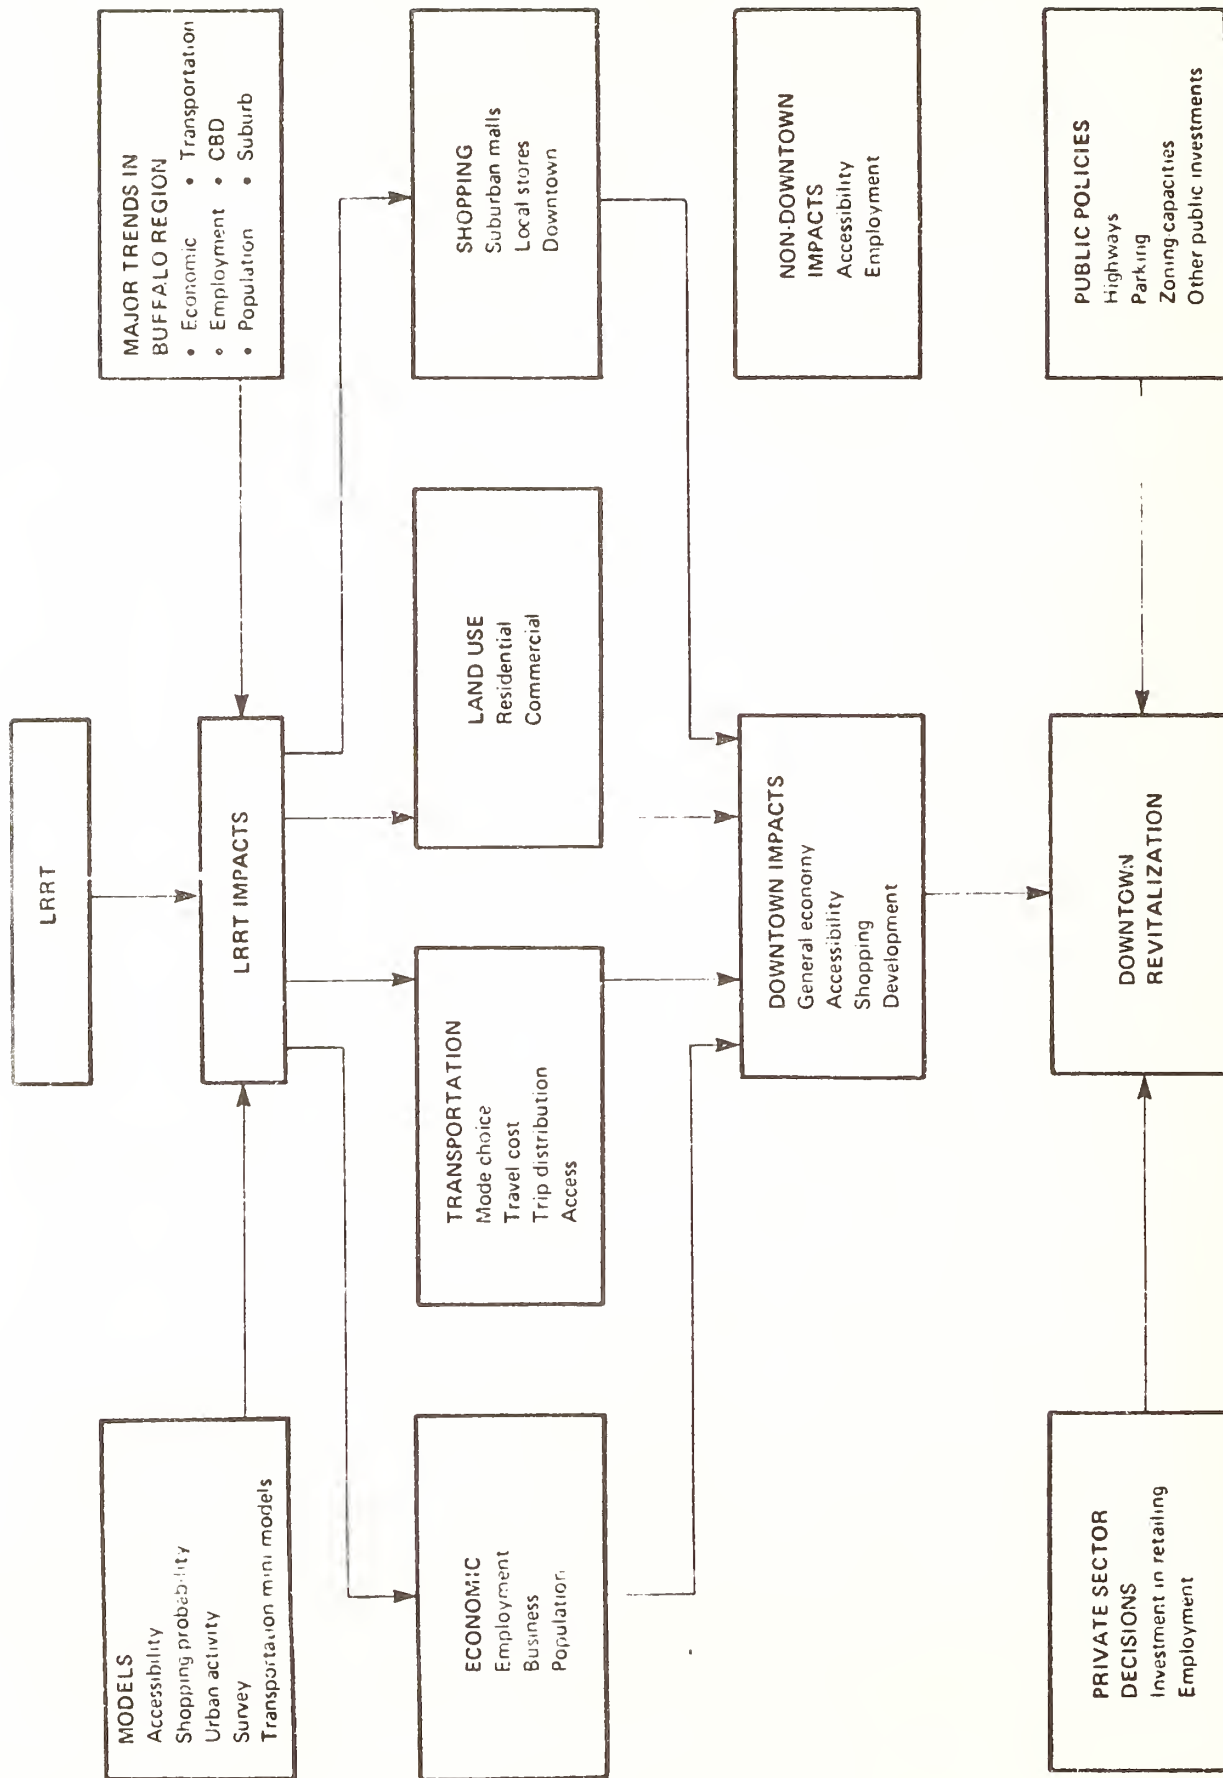 LRRT
MODELS
Accessibility
Shopping probability
Urban activity
Survey
Transportation mini models
LRRT IMPACTS
MAJOR TRENDS IN
BUFFALO REGION
• Economic • Transportation
• Employment • CBD
• Population • Suburb
ECONOMIC
Employment
Business
Population
TRANSPORTATION
Mode choice
Travel cost
Trip distribution
Access
LAND USE
Residential
Commercial
SHOPPING
Suburban malls
Local stores
Downtown
DOWNTOWN IMPACTS
General economy
Accessibility
Shopping
Development
NON-DOWNTOWN
IMPACTS
Accessibility
Employment
PRIVATE SECTOR
DECISIONS
Investment in retailing
Employment
DOWNTOWN
REVITALIZATION
PUBLIC POLICIES
Highways
Parking
Zoning-capacities
Other public investments